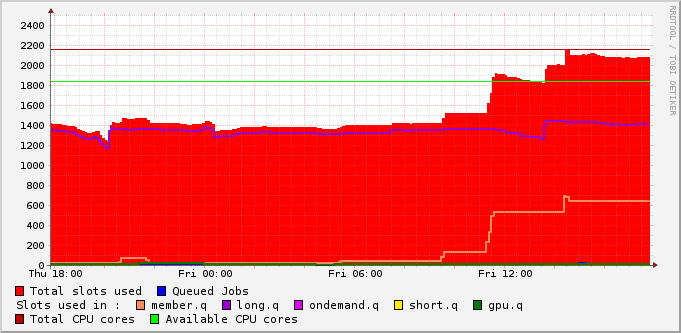 RRDTOOL / TOBI OETIKER
2400
2200
2000
1800
1600
1400
1200
1000
800
600
400
200
0
Thu 18:00 Fri 00:00 Fri 06:00 Fri 12:00
Total slots used Queued Jobs
Slots used in : member.q long.q ondemand.q short.q gpu.q
Total CPU cores Available CPU cores